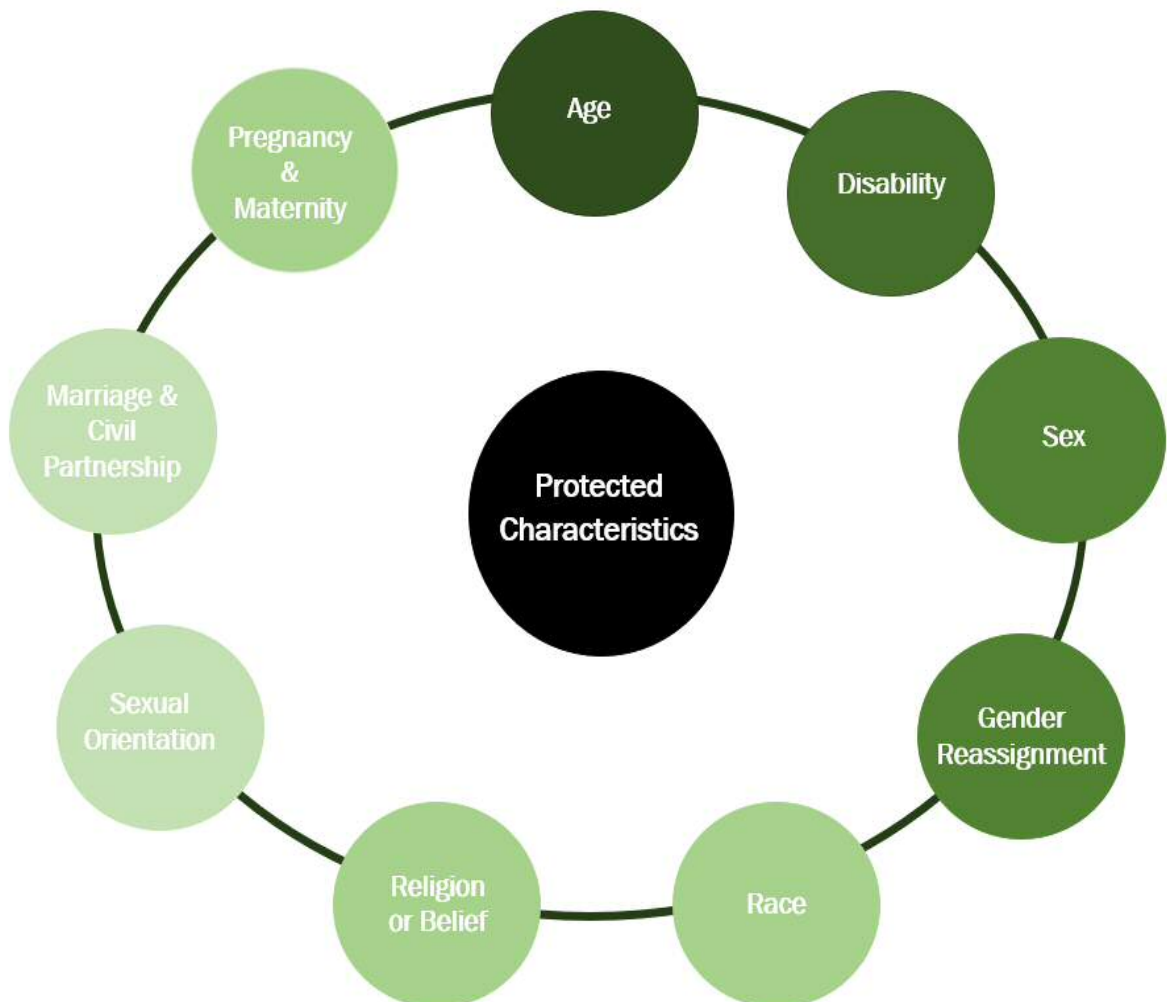 Age
Disability
Sex
Gender
Reassignment
Race
Religion
or Belief
Sexual
Orientation
Marriage &
Civil
Partnership
Pregnancy
&
Maternity
Protected
Characteristics